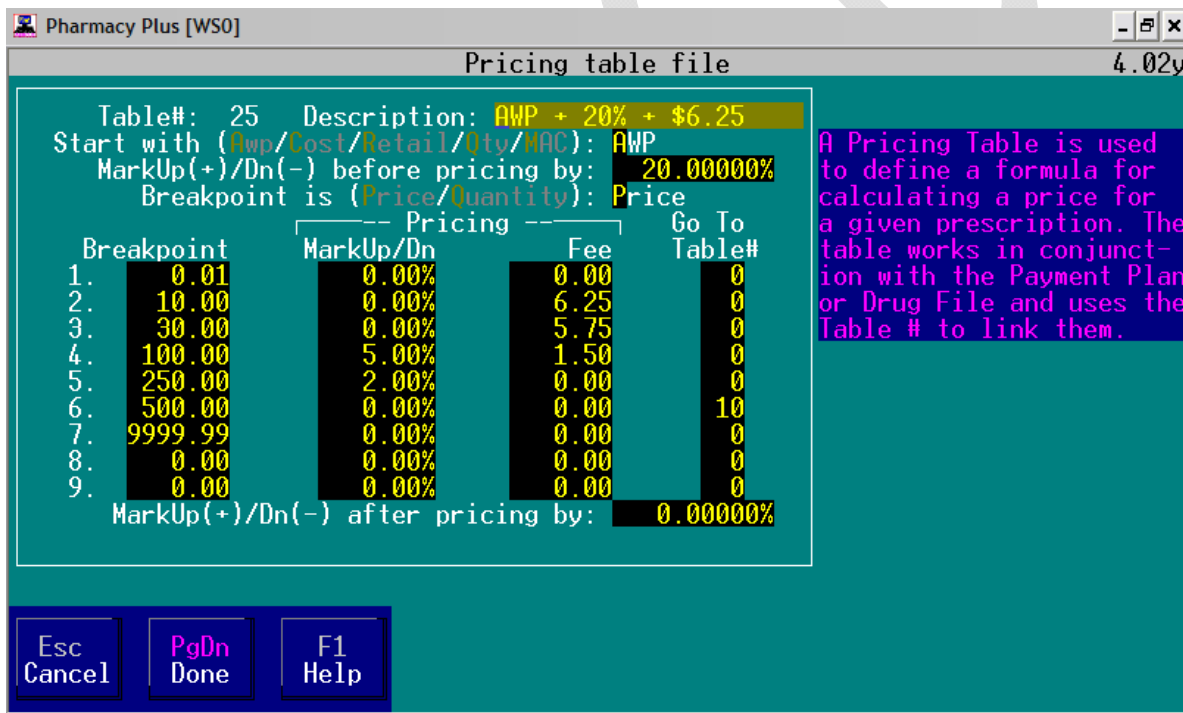 Pharmacy Plus [WS0]
Pricing table file 4.02y
Table#: 25 Description: AWP + 20% + $6.25
Start with (Awp/Cost/Retail/Qty/MAC): AWP
MarkUp(+)/Dn(-) before pricing by: 20.00000%
Breakpoint is (Price/Quantity): Price
-- Pricing -- Go To
Breakpoint MarkUp/Dn Fee Table#
1. 0.01 0.00% 0.00 0
2. 10.00 0.00% 6.25 0
3. 30.00 0.00% 5.75 0
4. 100.00 5.00% 1.50 0
5. 250.00 2.00% 0.00 0
6. 500.00 0.00% 0.00 10
7. 9999.99 0.00% 0.00 0
8. 0.00 0.00% 0.00 0
9. 0.00 0.00% 0.00 0
MarkUp(+)/Dn(-) after pricing by: 0.00000%
A Pricing Table is used
to define a formula for
calculating a price for
a given prescription. The
table works in conjunct-
ion with the Payment Plan
or Drug File and uses the
Table # to link them.
Esc PgDn F1
Cancel Done Help